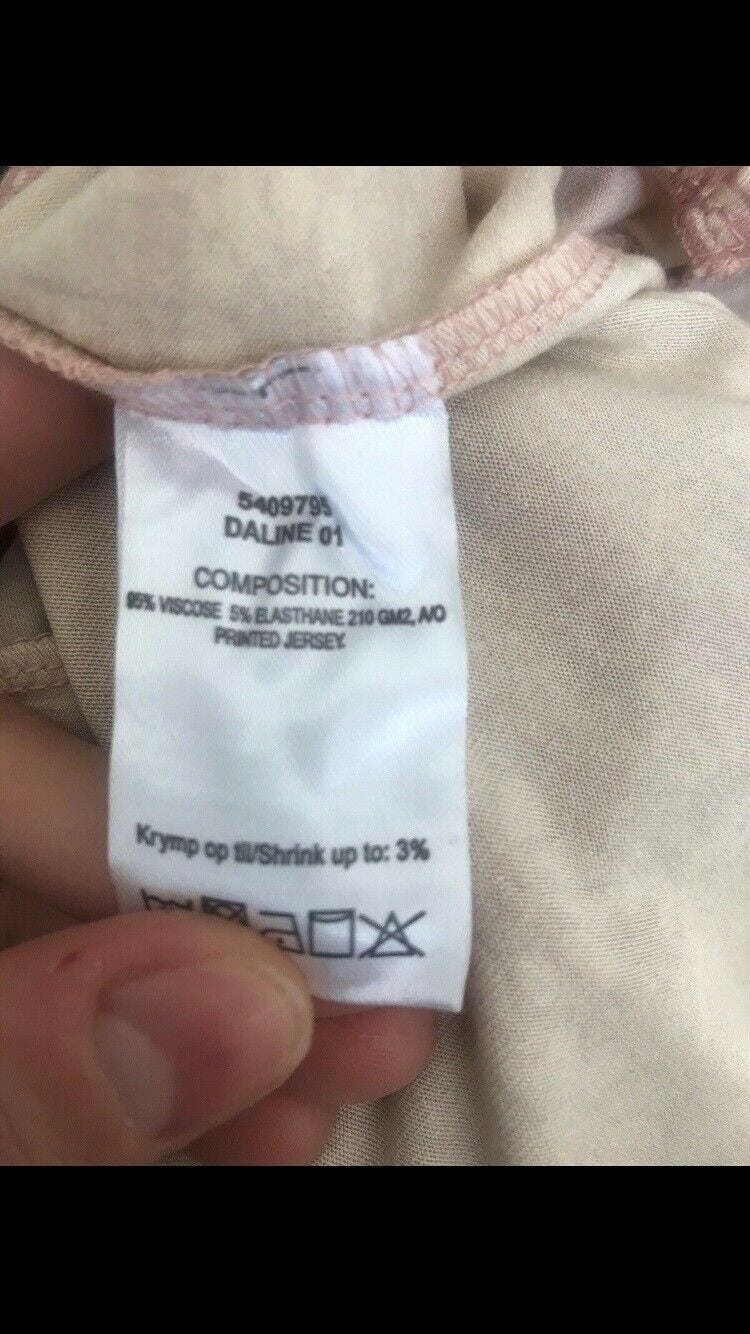 5409795
DALINE 01
COMPOSITION:
95% VISCOSE 5% ELASTHANE 210 GM2, A/O
PRINTED JERSEY.
Krymp op til/Shrink up to: 3%